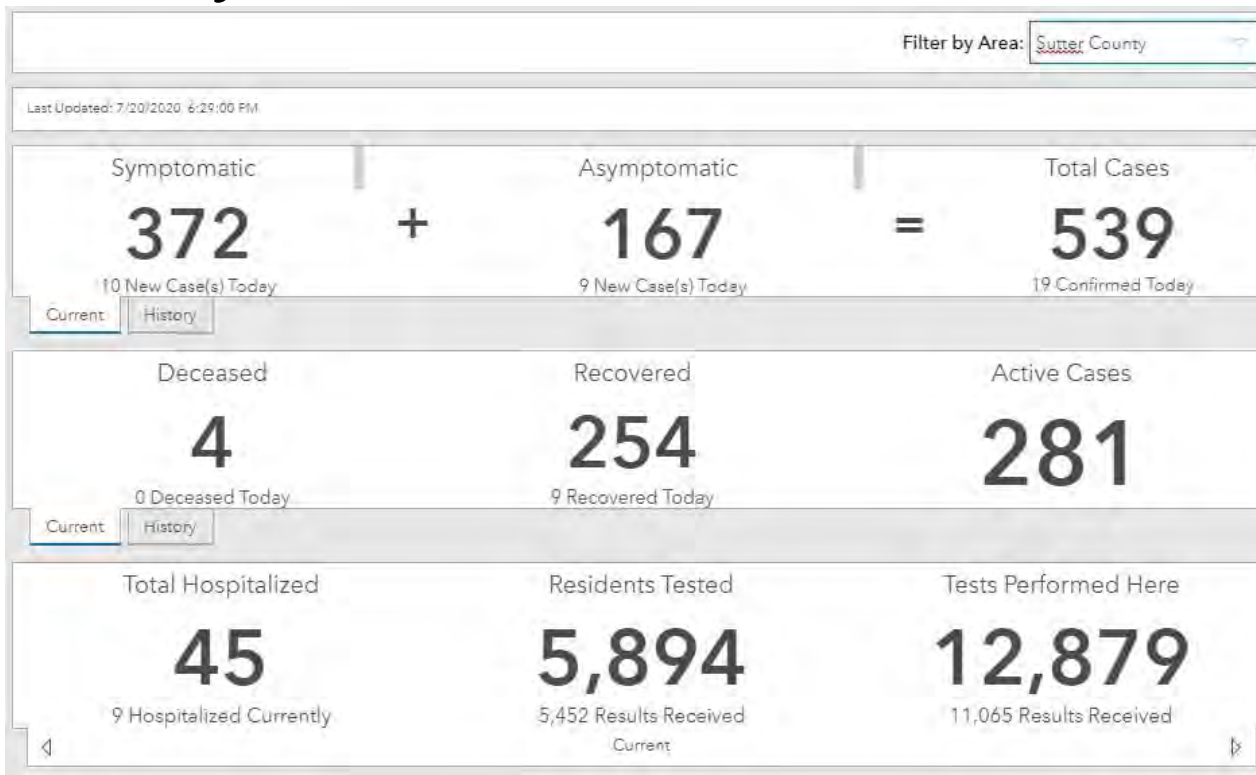 Filter by Area: Sutter County
Last Updated: 7/20/2020 6:29:00 PM
Symptomatic Asymptomatic Total Cases
372 + 167 = 539
10 New Case(s) Today 9 New Case(s) Today 19 Confirmed Today
Current History
Deceased Recovered Active Cases
4 254 281
0 Deceased Today 9 Recovered Today
Current History
Total Hospitalized Residents Tested Tests Performed Here
45 5,894 12,879
9 Hospitalized Currently 5,452 Results Received 11,065 Results Received
Current